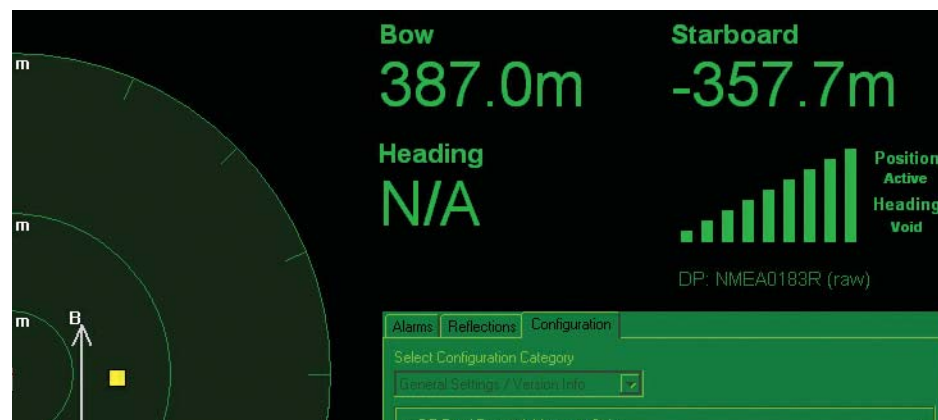 m
Bow
387.0m
Starboard
-357.7m
Heading
N/A
Position
Active
Heading
Void
m
DP: NMEA0183R (raw)
m
B
Alarms
Reflections
Configuration
Select Configuration Category
General Settings / Version Info